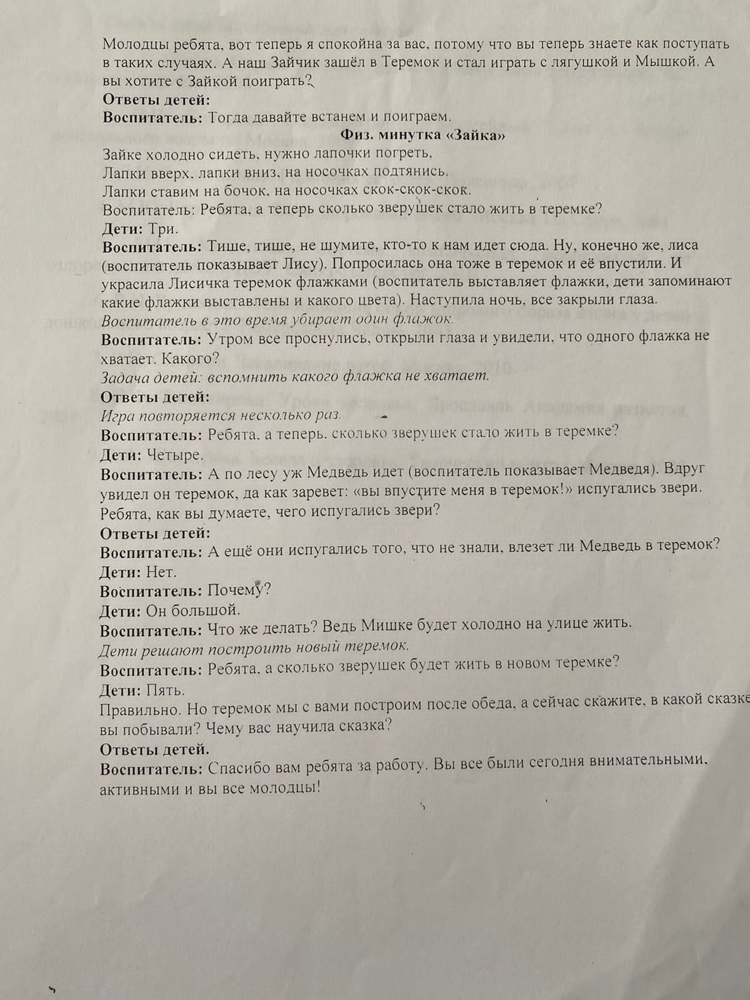 Молодцы ребята, вот теперь я спокойна за вас, потому что вы теперь знаете как поступать
в таких случаях. А наш Зайчик зашёл в Теремок и стал играть с лягушкой и Мышкой. А
вы хотите с Зайкой поиграть?
Ответы детей:
Воспитатель: Тогда давайте встанем и поиграем.
Физ. минутка «Зайка»
Зайке холодно сидеть, нужно лапочки погреть,
Лапки вверх, лапки вниз, на носочках подтянись,
Лапки ставим на бочок, на носочках скок-скок-скок.
Воспитатель: Ребята, а теперь сколько зверушек стало жить в теремке?
Дети: Три.
Воспитатель: Тише, тише, не шумите, кто-то к нам идет сюда. Ну, конечно же, лиса
(воспитатель показывает Лису). Попросилась она тоже в теремок и её впустили. И
украсила Лисичка теремок флажками (воспитатель выставляет флажки, дети запоминают
какие флажки выставлены и какого цвета). Наступила ночь, все закрыли глаза.
Воспитатель в это время убирает один флажок.
Воспитатель: Утром все проснулись, открыли глаза и увидели, что одного флажка не
хватает. Какого?
Задача детей: вспомнить какого флажка не хватает.
Ответы детей:
Игра повторяется несколько раз.
Воспитатель: Ребята, а теперь, сколько зверушек стало жить в теремке?
Дети: Четыре.
Воспитатель: А по лесу уж Медведь идет (воспитатель показывает Медведя). Вдруг
увидел он теремок, да как заревет: «вы впустите меня в теремок!» испугались звери.
Ребята, как вы думаете, чего испугались звери?
Ответы детей:
Воспитатель: А ещё они испугались того, что не знали, влезет ли Медведь в теремок?
Дети: Нет.
Воспитатель: Почему?
Дети: Он большой.
Воспитатель: Что же делать? Ведь Мишке будет холодно на улице жить.
Дети решают построить новый теремок.
Воспитатель: Ребята, а сколько зверушек будет жить в новом теремке?
Дети: Пять.
Правильно. Но теремок мы с вами построим после обеда, а сейчас скажите, в какой сказке
вы побывали? Чему вас научила сказка?
Ответы детей.
Воспитатель: Спасибо вам ребята за работу. Вы все были сегодня внимательными,
активными и вы все молодцы!